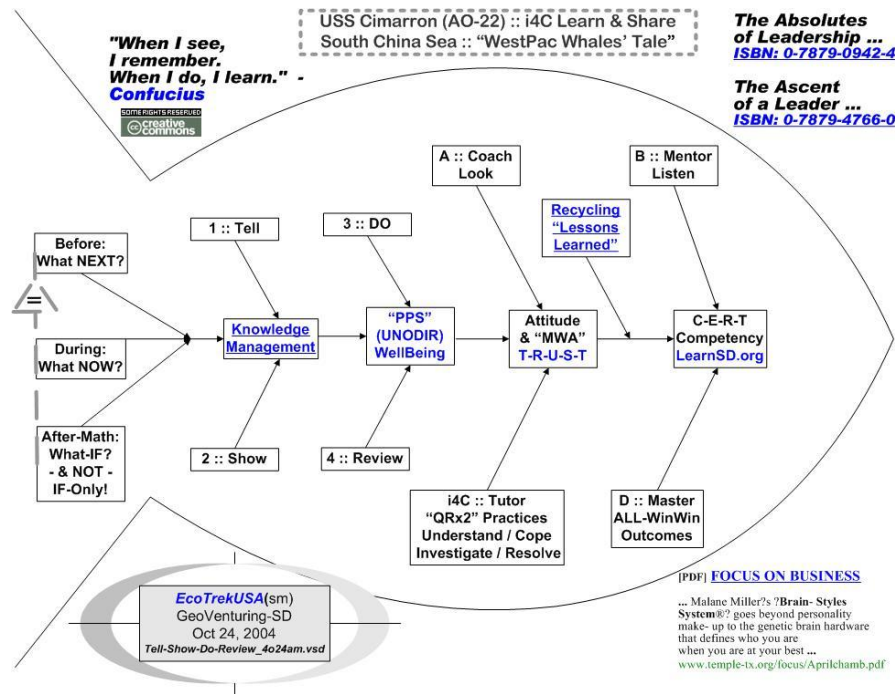 USS Cimarron (AO-22) :: i4C Learn & Share
South China Sea :: “WestPac Whales’ Tale”
"When I see,
I remember.
When I do, I learn." -
Confucius
SOME RIGHTS RESERVED
cc creative
commons
The Absolutes
of Leadership ...
ISBN: 0-7879-0942-4
The Ascent
of a Leader ...
ISBN: 0-7879-4766-0
A :: Coach
Look
B :: Mentor
Listen
1 :: Tell
3 :: DO
Recycling
“Lessons
Learned”
Before:
What NEXT?
=
During:
What NOW?
After-Math:
What-IF?
- & NOT -
IF-Only!
Knowledge
Management
“PPS”
(UNODIR)
WellBeing
Attitude
& “MWA”
T-R-U-S-T
C-E-R-T
Competency
LearnSD.org
2 :: Show
4 :: Review
i4C :: Tutor
“QRx2” Practices
Understand / Cope
Investigate / Resolve
D :: Master
ALL-WinWin
Outcomes
EcoTrekUSA(sm)
GeoVenturing-SD
Oct 24, 2004
Tell-Show-Do-Review_4o24am.vsd
[PDF] FOCUS ON BUSINESS
... Malane Miller?s ?Brain- Styles
System®? goes beyond personality
make- up to the genetic brain hardware
that defines who you are
when you are at your best ...
www.temple-tx.org/focus/Aprilchamb.pdf